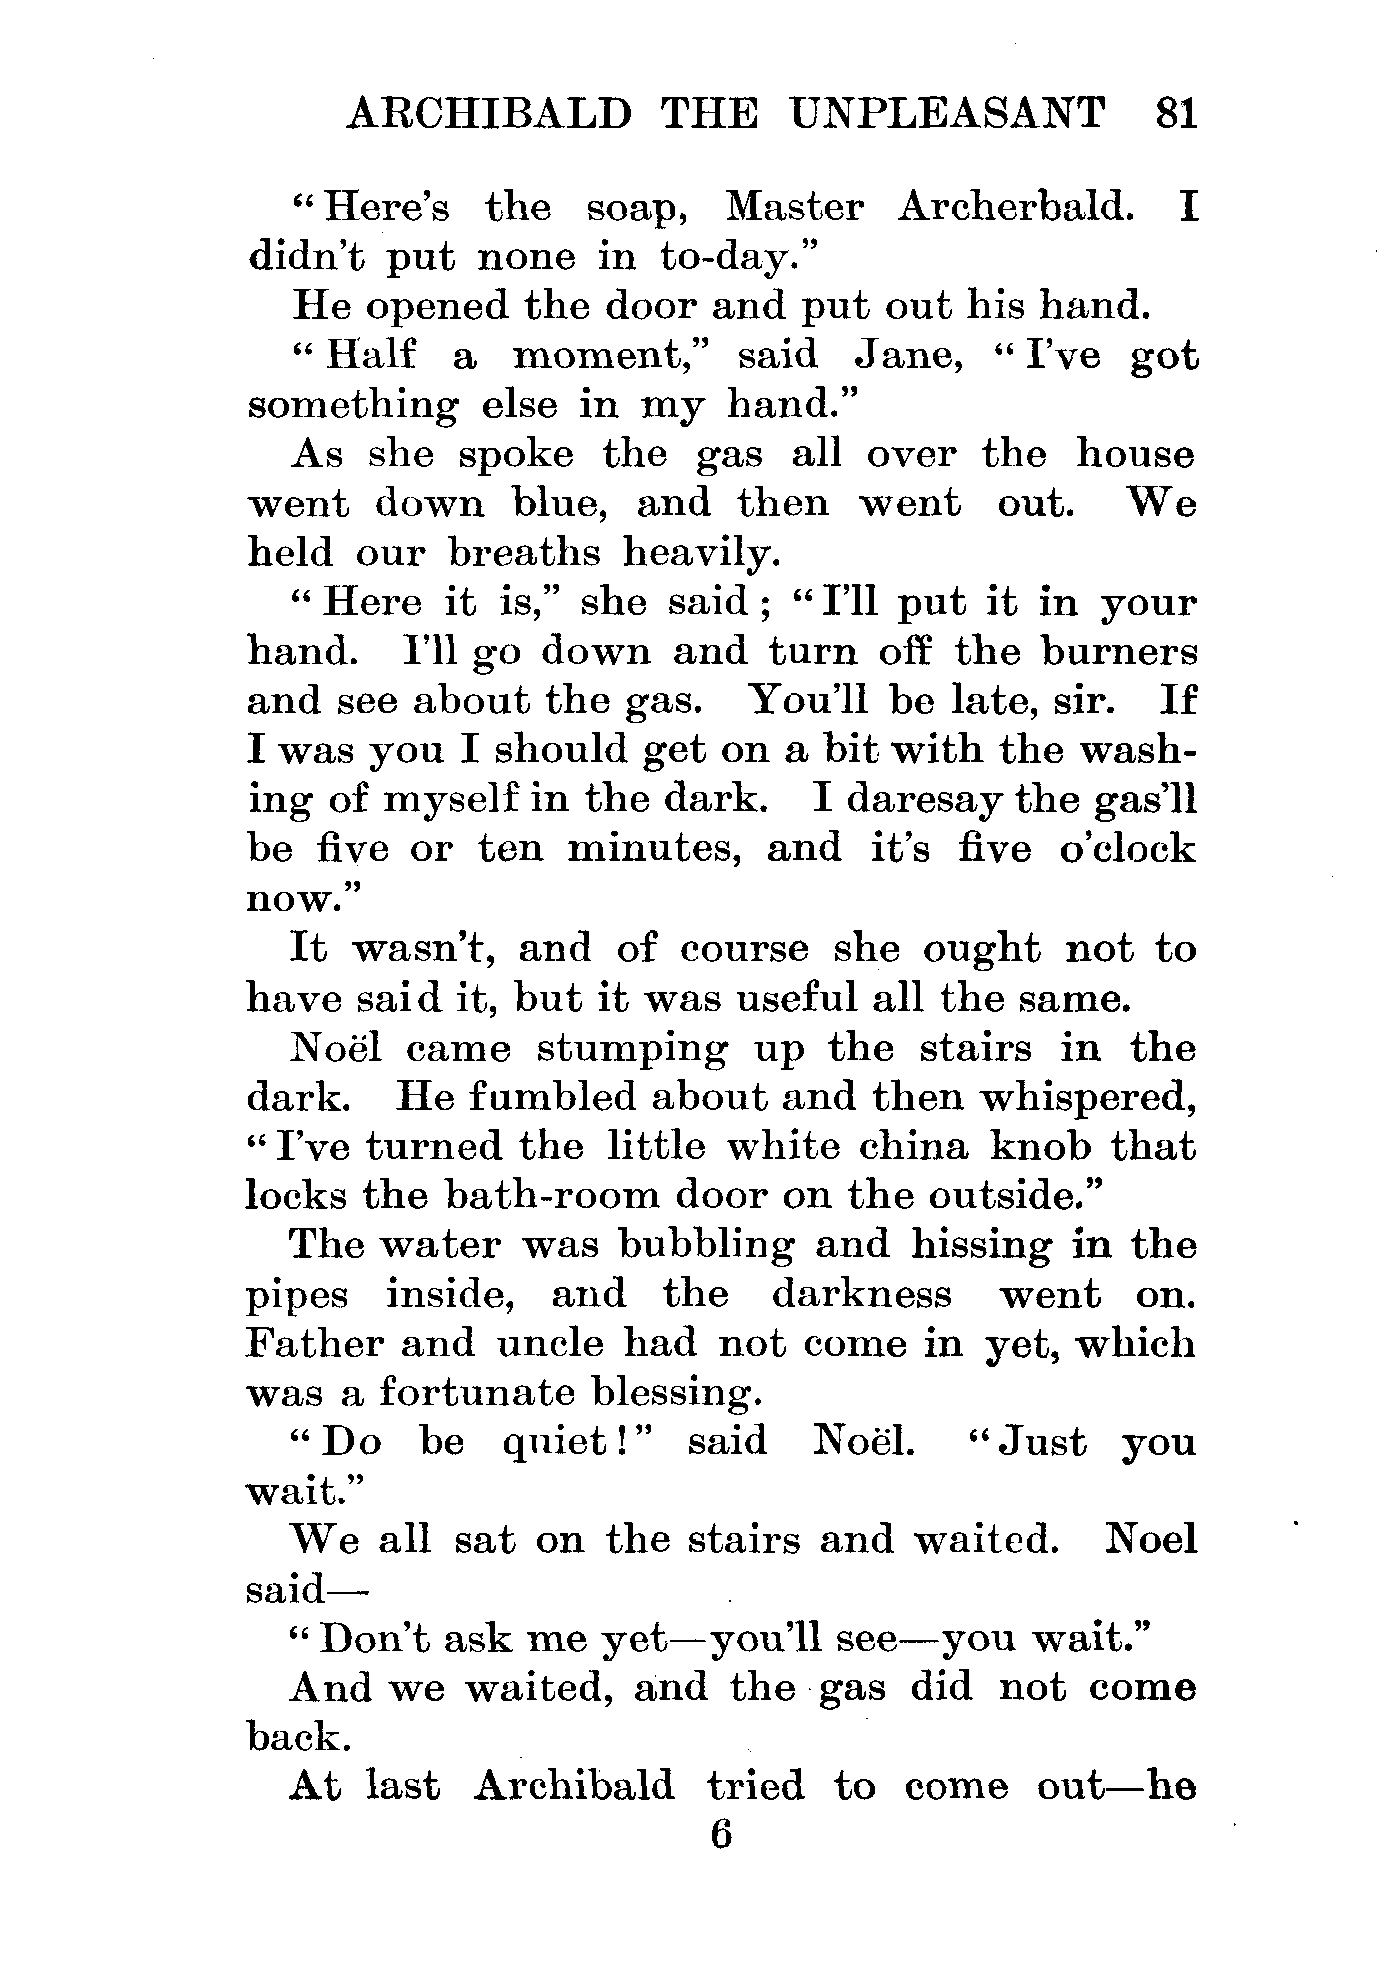 ARCHIBALD THE UNPLEASANT 81
“Here’s the soap, Master Archerbald. I
didn’t put none in to-day.”
He opened the door and put out his hand.
“Half a moment,” said Jane, “I’ve got
something else in my hand.”
As she spoke the gas all over the house
went down blue, and then went out. We
held our breaths heavily.
“Here it is,” she said; “I’ll put it in your
hand. I’ll go down and turn off the burners
and see about the gas. You’ll be late, sir. If
I was you I should get on a bit with the wash-
ing of myself in the dark. I daresay the gas’ll
be five or ten minutes, and it’s five o’clock
now.”
It wasn’t, and of course she ought not to
have said it, but it was useful all the same.
Noël came stumping up the stairs in the
dark. He fumbled about and then whispered,
“I’ve turned the little white china knob that
locks the bath-room door on the outside.”
The water was bubbling and hissing in the
pipes inside, and the darkness went on.
Father and uncle had not come in yet, which
was a fortunate blessing.
“Do be quiet!” said Noël. “Just you
wait.”
We all sat on the stairs and waited. Noel
said—
“Don’t ask me yet—you’ll see—you wait.”
And we waited, and the gas did not come
back.
At last Archibald tried to come out—he
6